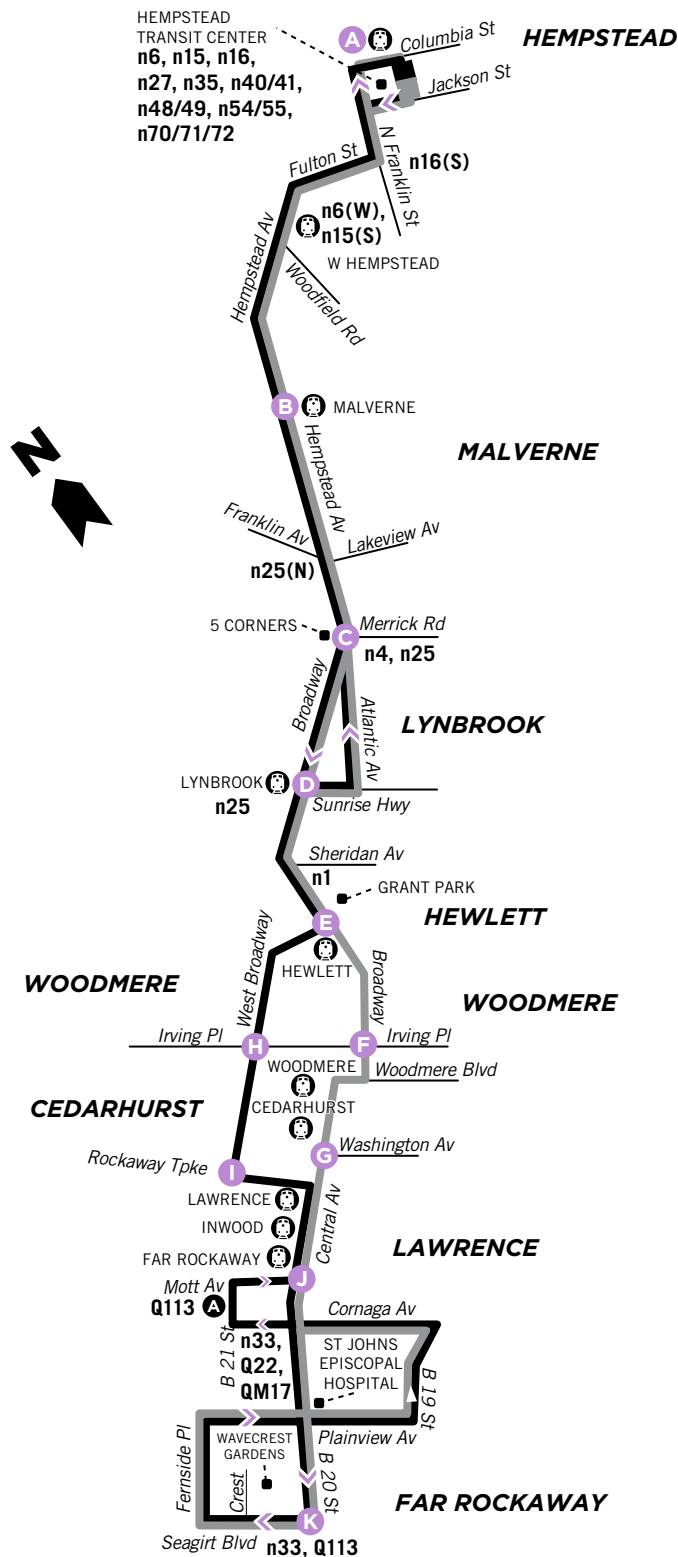 HEMPSTEAD
TRANSIT CENTER
n6, n15, n16,
n27, n35, n40/41,
n48/49, n54/55,
n70/71/72
A
Columbia St
HEMPSTEAD
Jackson St
Fulton St
N Franklin St
n16(S)
n6(W),
n15(S)
W HEMPSTEAD
Hempstead Av
Woodfield Rd
B
MALVERNE
Hempstead Av
MALVERNE
N
Franklin Av
Lakeview Av
n25(N)
5 CORNERS
C
Merrick Rd
n4, n25
Broadway
Atlantic Av
LYNBROOK
LYNBROOK
D
n25
Sunrise Hwy
Sheridan Av
n1
GRANT PARK
E
HEWLETT
HEWLETT
West Broadway
Broadway
WOODMERE
WOODMERE
Irving Pl
H
F
Irving Pl
WOODMERE
Woodmere Blvd
CEDARHURST
CEDARHURST
G
Washington Av
Rockaway Tpke
I
LAWRENCE
INWOOD
Central Av
FAR ROCKAWAY
LAWRENCE
J
Mott Av
Q113
A
Cornaga Av
B 21 St
n33,
Q22,
QM17
ST JOHNS
EPISCOPAL
HOSPITAL
B 19 St
Plainview Av
Fernside Pl
WAVECREST
GARDENS
Crest
B 20 St
K
FAR ROCKAWAY
Seagirt Blvd
n33, Q113